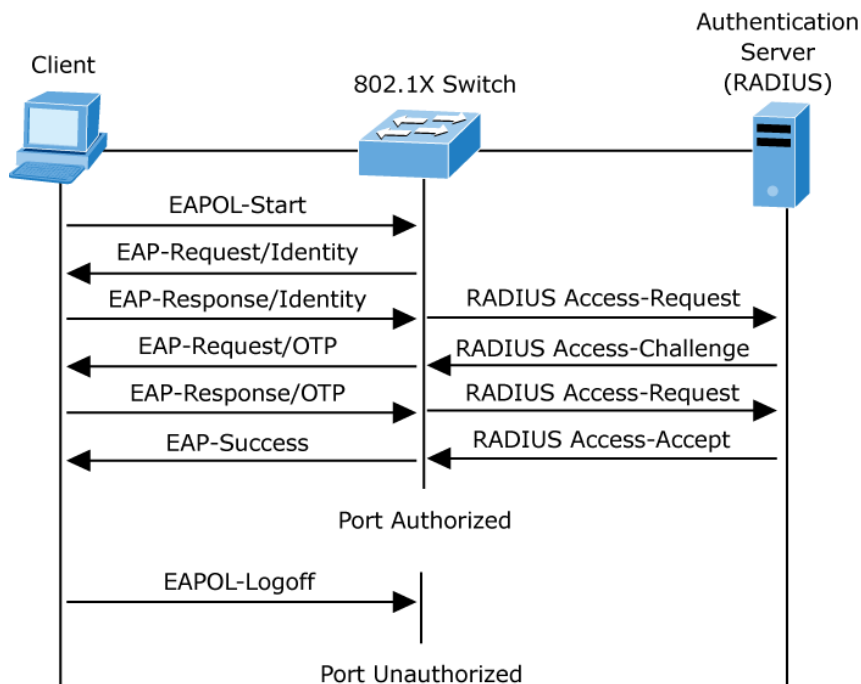 Authentication
Server
(RADIUS)
Client
802.1X Switch
EAPOL-Start
EAP-Request/Identity
EAP-Response/Identity
RADIUS Access-Request
EAP-Request/OTP
RADIUS Access-Challenge
EAP-Response/OTP
RADIUS Access-Request
EAP-Success
RADIUS Access-Accept
Port Authorized
EAPOL-Logoff
Port Unauthorized